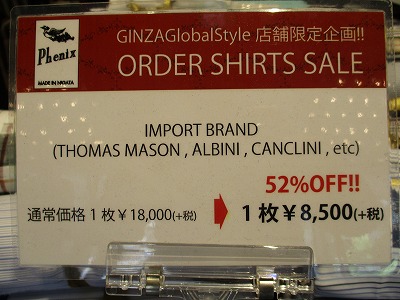 GINZAGlobalStyle 店舗限定企画!!
Phenix
MADE IN NAGATA
ORDER SHIRTS SALE
IMPORT BRAND
(THOMAS MASON , ALBINI , CANCLINI , etc)
52%OFF!!
通常価格 1 枚 ¥ 18,000(+税)
1 枚 ¥ 8,500(+税)